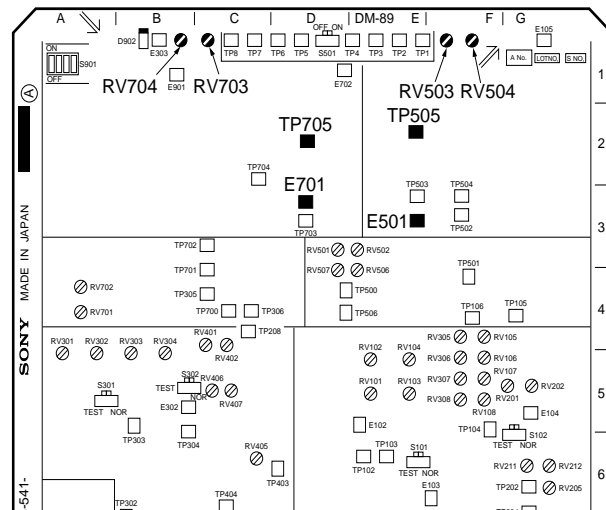 A B C D DM-89 E F G
OFF ON
D902 E303 TP8 TP7 TP6 TP5 S501 TP4 TP3 TP2 TP1 E105
ON
S901
OFF
A No. LOTNO. S NO.
1
RV704 E901 RV703 E702 RV503 RV504
A
TP705 TP505
2
TP704
E701 TP503 TP504
TP703 E501 TP502
3
SONY MADE IN JAPAN
TP702 RV501 RV502
TP701 RV507 RV506 TP501
RV702 TP305 TP500
RV701 TP700 TP306 TP506 TP106 TP105
4
TP208
RV301 RV302 RV303 RV304 RV401 RV402 RV102 RV104 RV305 RV105
RV306 RV106
S301 S302 RV406 RV101 RV103 RV307 RV107
TEST NOR
RV407 RV308 RV201 RV202
5
TEST NOR E302 E102 RV108 E104
TP303 TP304 TP104 S102
TEST NOR
RV405 TP102 TP103 S101
TEST NOR
TP403 RV211 RV212
6
TP202 RV205
E103
-541-
TP302 TP404